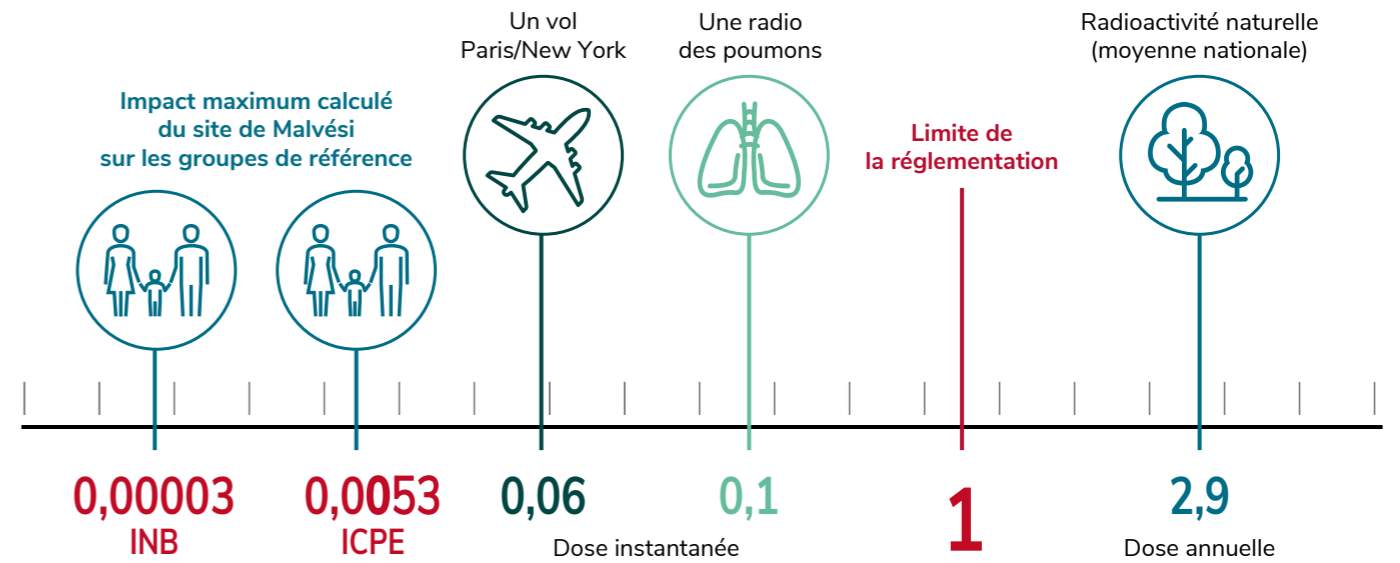 Impact maximum calculé
du site de Malvési
sur les groupes de référence
Un vol
Paris/New York
Une radio
des poumons
Limite de
la réglementation
Radioactivité naturelle
(moyenne nationale)
0,00003
INB
0,0053
ICPE
0,06
0,1
Dose instantanée
1
2,9
Dose annuelle